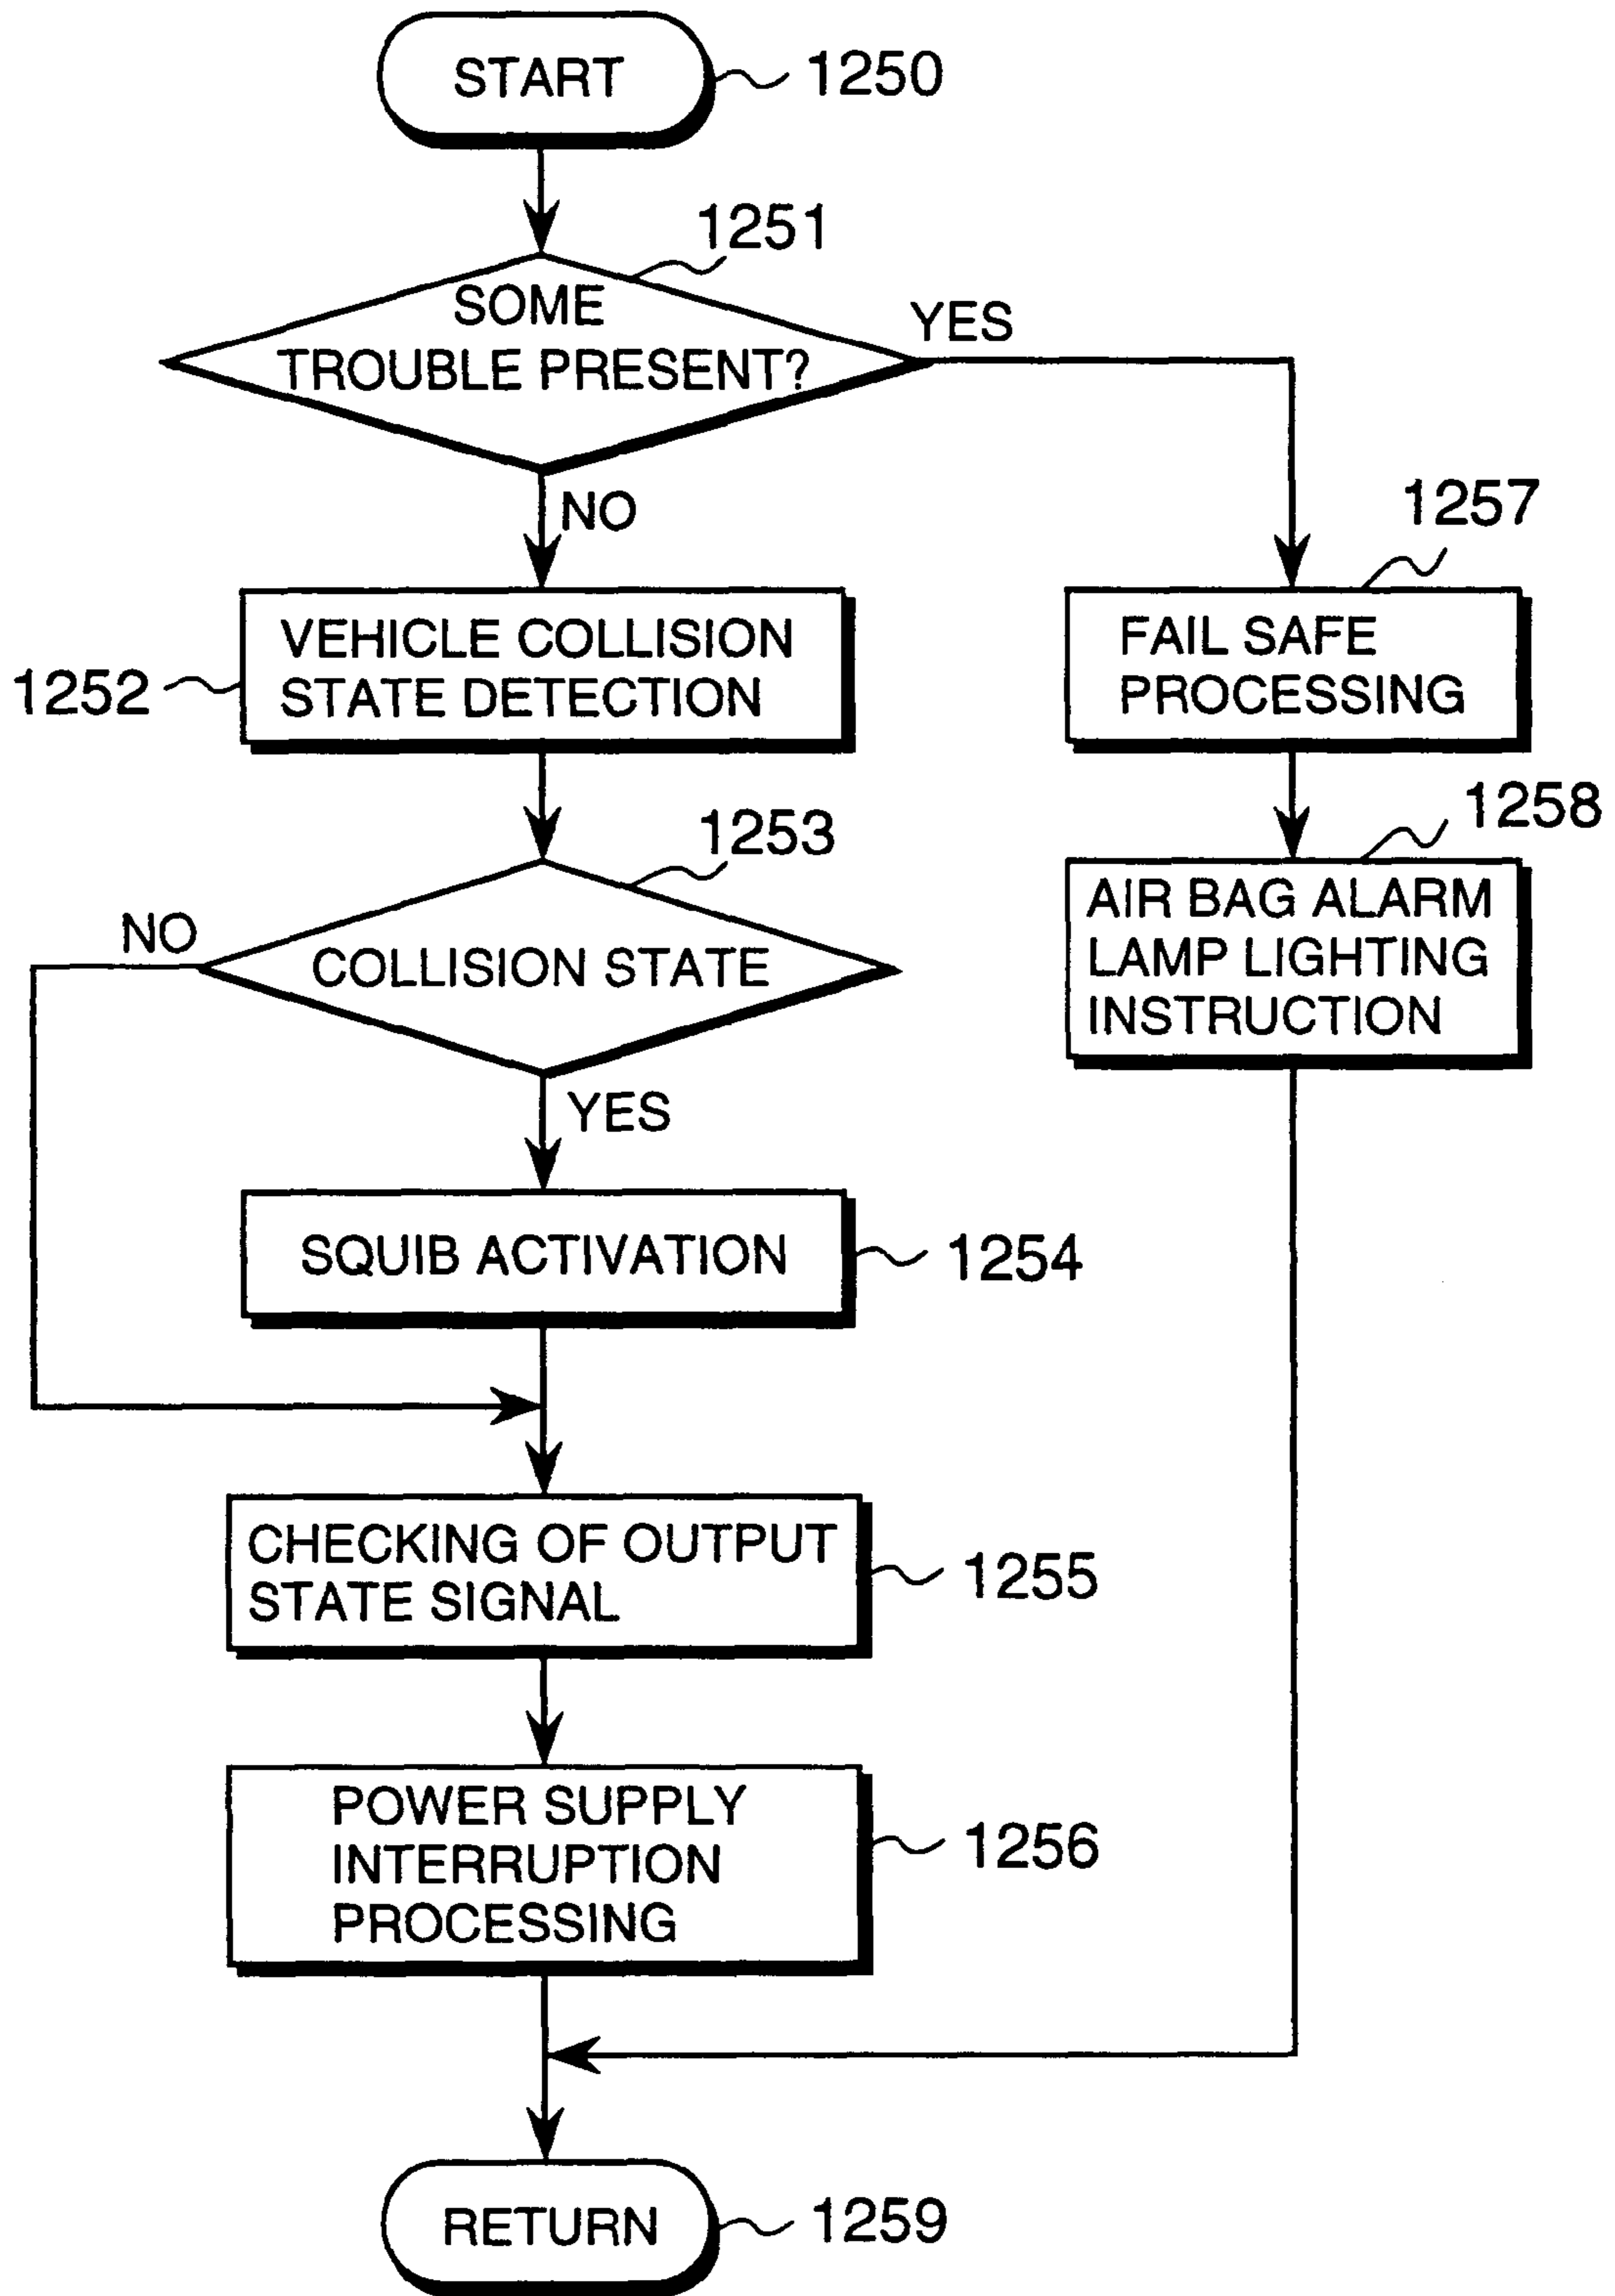 START
1250
1251
SOME
TROUBLE PRESENT?
YES
NO
1257
VEHICLE COLLISION
STATE DETECTION
1252
FAIL SAFE
PROCESSING
1253
1258
NO
COLLISION STATE
AIR BAG ALARM
LAMP LIGHTING
INSTRUCTION
YES
SQUIB ACTIVATION
1254
CHECKING OF OUTPUT
STATE SIGNAL
1255
POWER SUPPLY
INTERRUPTION
PROCESSING
1256
RETURN
1259